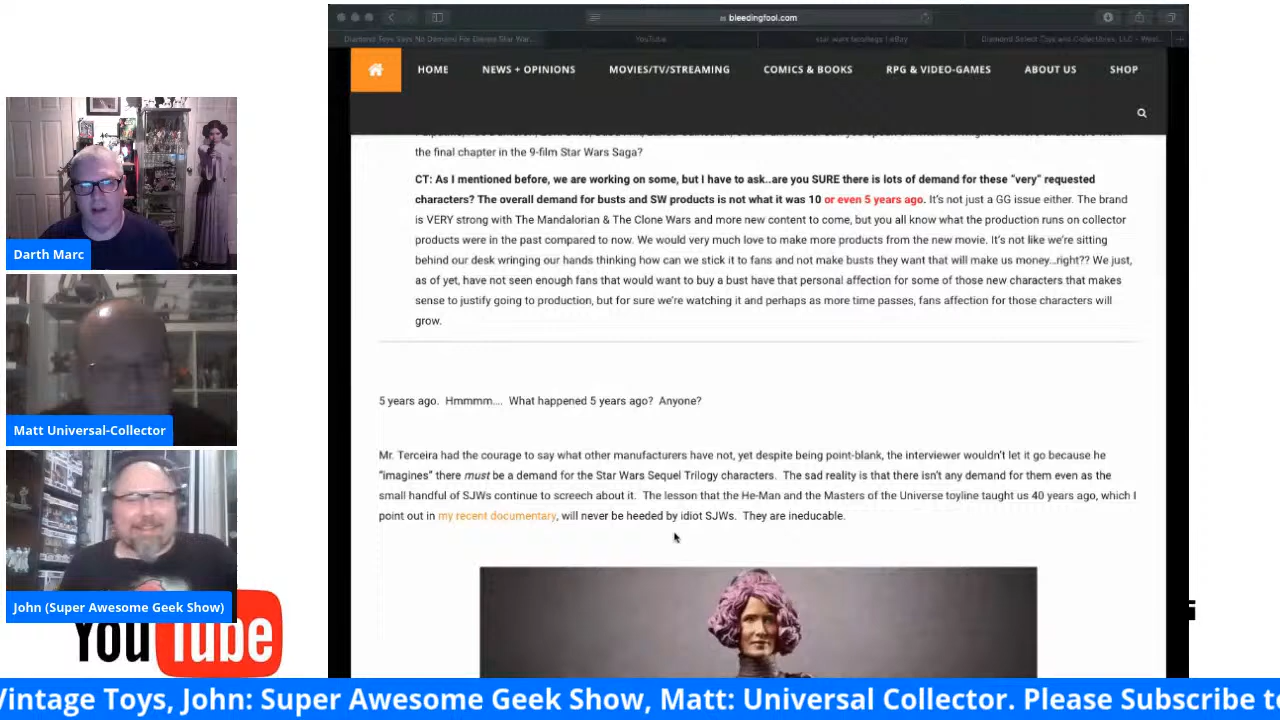 bleedingfool.com
Diamond Toys Says No Demand For Disney Star War...
YouTube
star wars tauntings | eBay
Diamond Select Toys and Collectibles, LLC -
HOME
NEWS + OPINIONS
MOVIES/TV/STREAMING
COMICS & BOOKS
RPG & VIDEO-GAMES
ABOUT US
SHOP
the final chapter in the 9-film Star Wars Saga?
CT: As I mentioned before, we are working on some, but I have to ask..are you SURE there is lots of demand for these “very” requested
characters? The overall demand for busts and SW products is not what it was 10 or even 5 years ago. It’s not just a GG issue either. The brand
is VERY strong with The Mandalorian & The Clone Wars and more new content to come, but you all know what the production runs on collector
products were in the past compared to now. We would very much love to make more products from the new movie. It’s not like we’re sitting
behind our desk wringing our hands thinking how can we stick it to fans and not make busts they want that will make us money…right?? We just,
as of yet, have not seen enough fans that would want to buy a bust have that personal affection for some of those new characters that makes
sense to justify going to production, but for sure we’re watching it and perhaps as more time passes, fans affection for those characters will
grow.
5 years ago.  Hmmmm….  What happened 5 years ago?  Anyone?
Mr. Terceira had the courage to say what other manufacturers have not, yet despite being point-blank, the interviewer wouldn’t let it go because he
“imagines” there must be a demand for the Star Wars Sequel Trilogy characters.  The sad reality is that there isn’t any demand for them even as the
small handful of SJWs continue to screech about it.  The lesson that the He-Man and the Masters of the Universe toyline taught us 40 years ago, which I
point out in my recent documentary, will never be heeded by idiot SJWs.  They are ineducable.
Darth Marc
Matt Universal-Collector
John (Super Awesome Geek Show)
YouTube
Vintage Toys, John: Super Awesome Geek Show, Matt: Universal Collector. Please Subscribe to